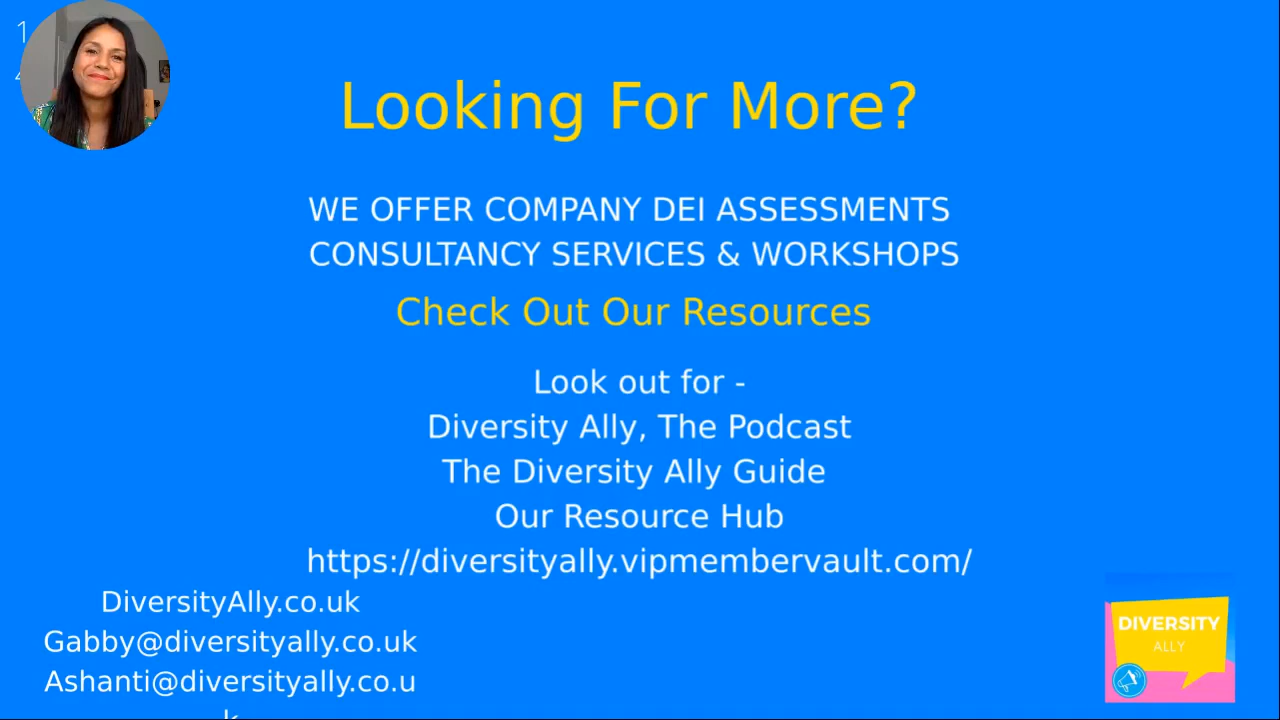 1
Looking For More?
WE OFFER COMPANY DEI ASSESSMENTS
CONSULTANCY SERVICES & WORKSHOPS
Check Out Our Resources
Look out for -
Diversity Ally, The Podcast
The Diversity Ally Guide
Our Resource Hub
https://diversityally.vipmembervault.com/
DiversityAlly.co.uk
Gabby@diversityally.co.uk
Ashanti@diversityally.co.u
k
DIVERSITY
ALLY